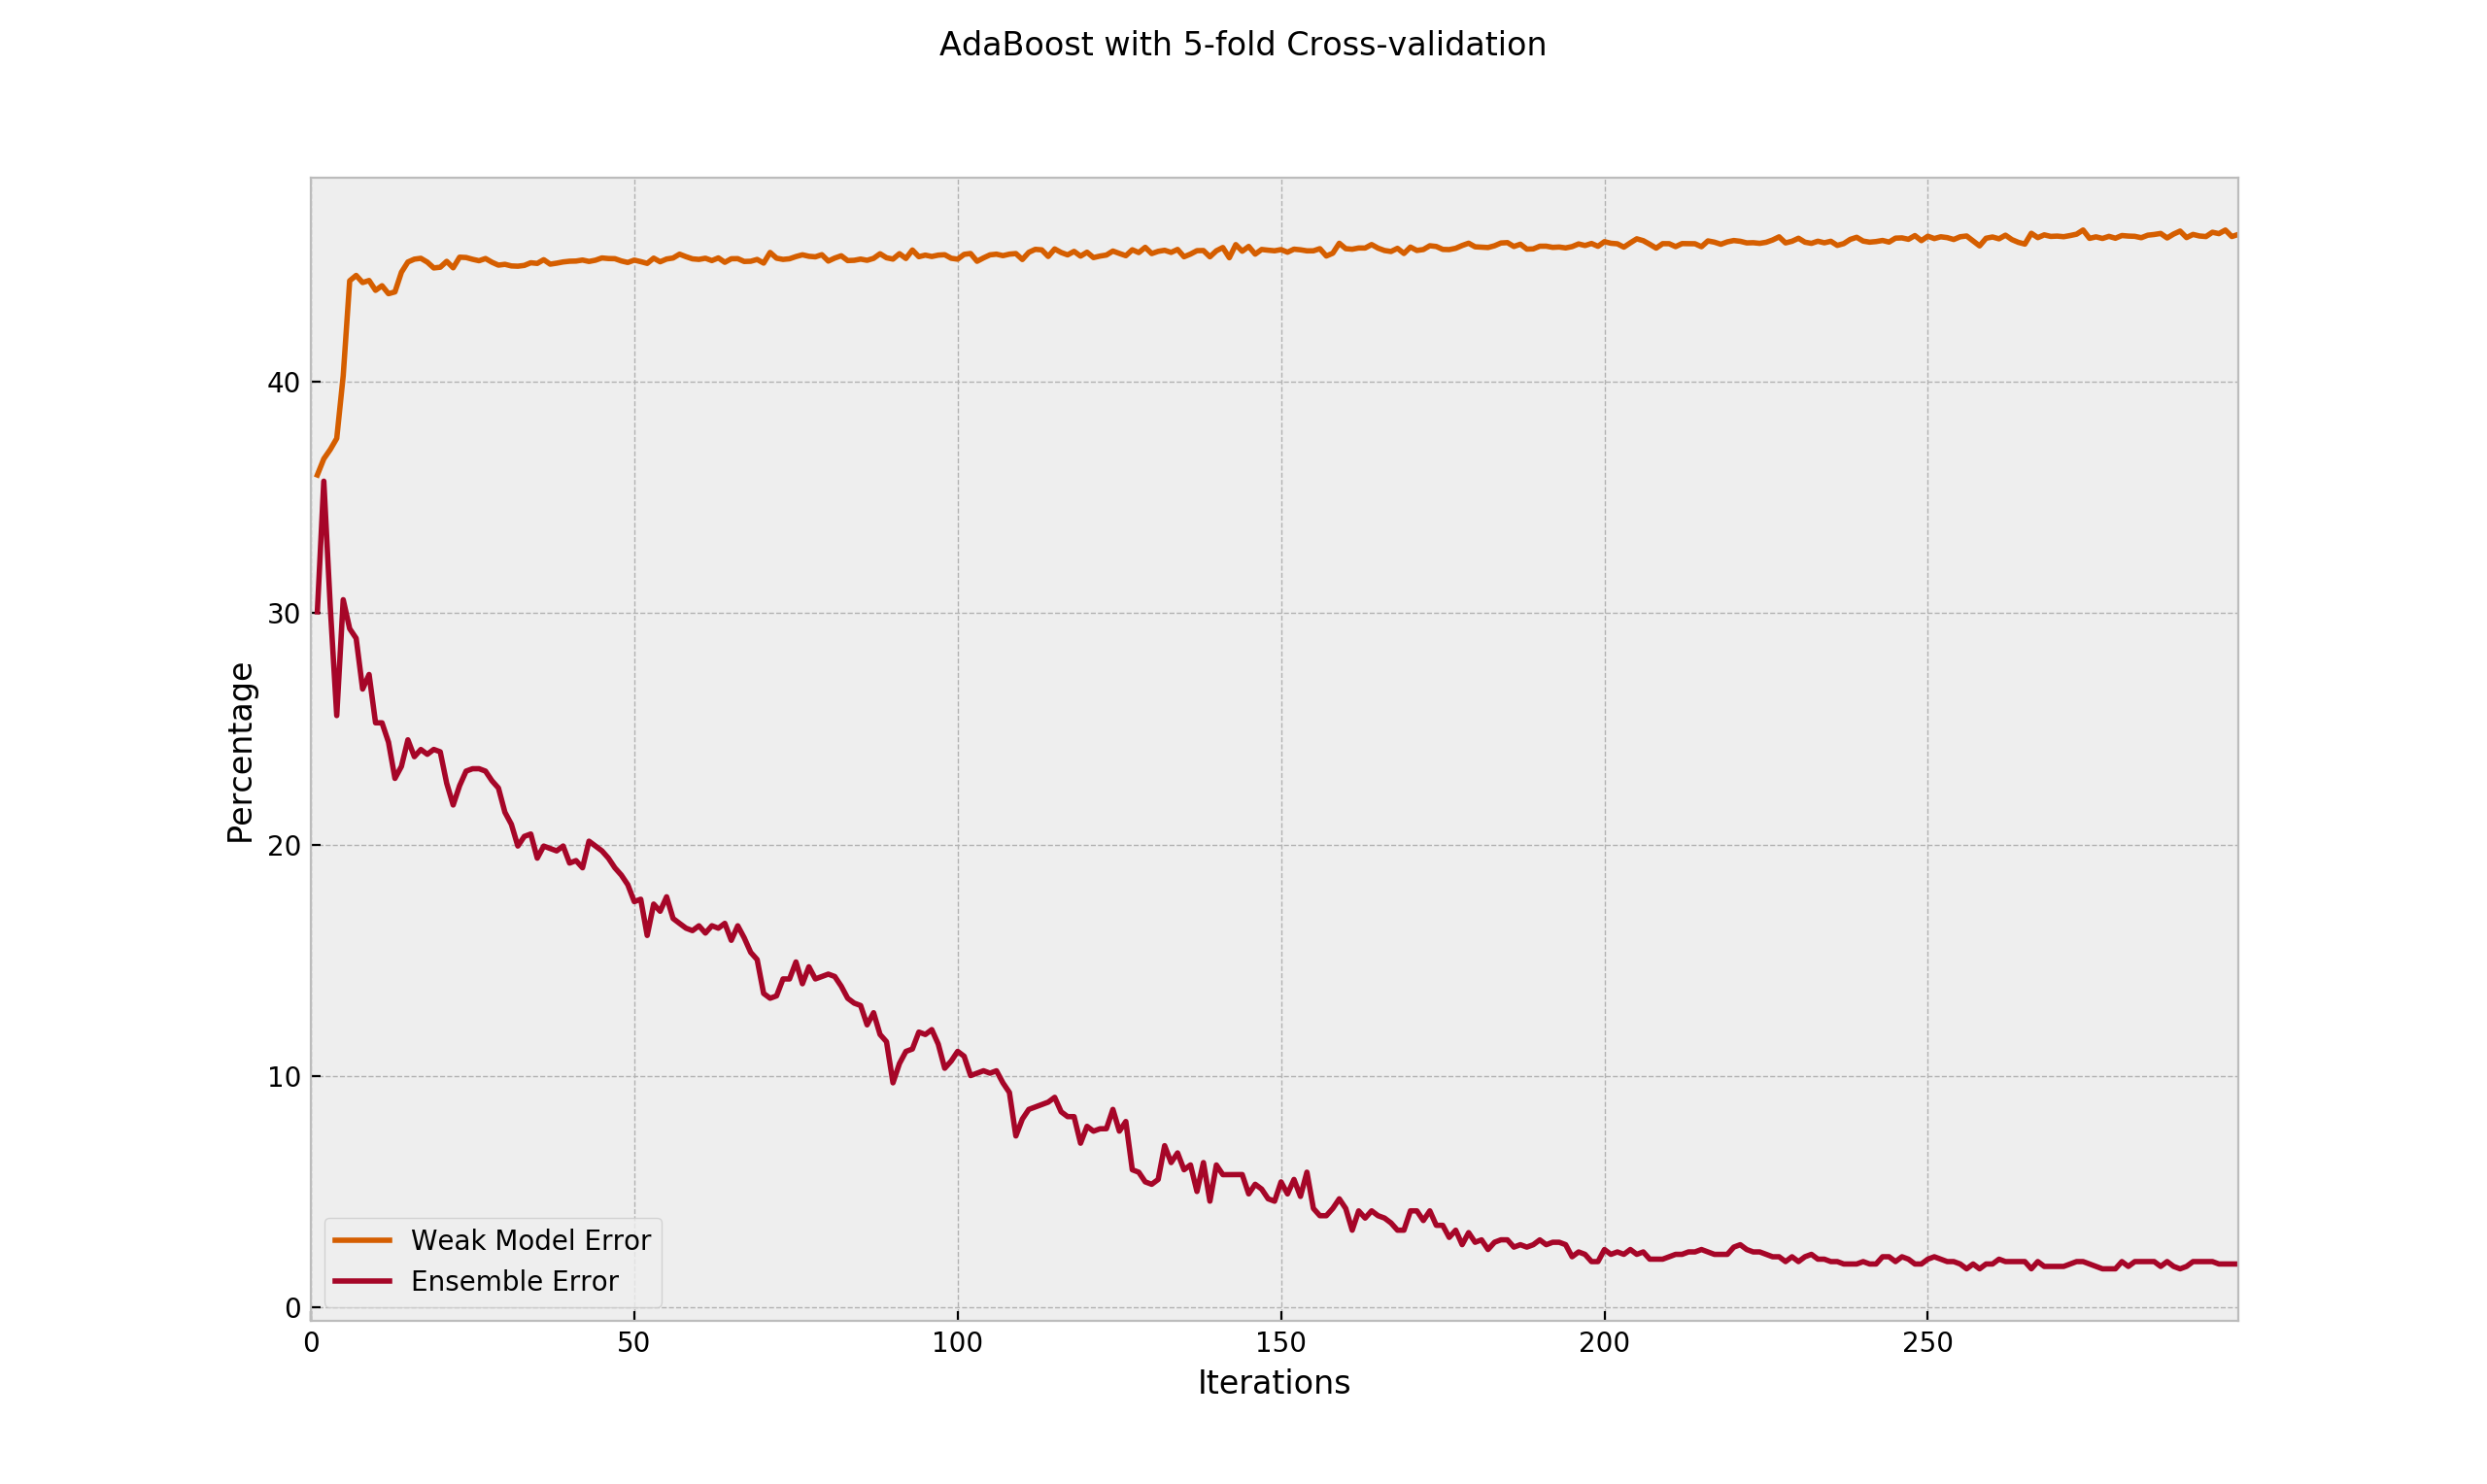 AdaBoost with 5-fold Cross-validation
Percentage
40
30
20
10
0
Weak Model Error
Ensemble Error
0 50 100 150 200 250
Iterations